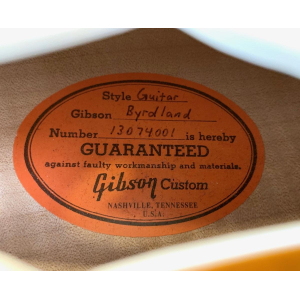 Style Guitar
Gibson Byrdland
Number 13074001 is hereby
GUARANTEED
against faulty workmanship and materials.
Gibson Custom
NASHVILLE, TENNESSEE
U.S.A.